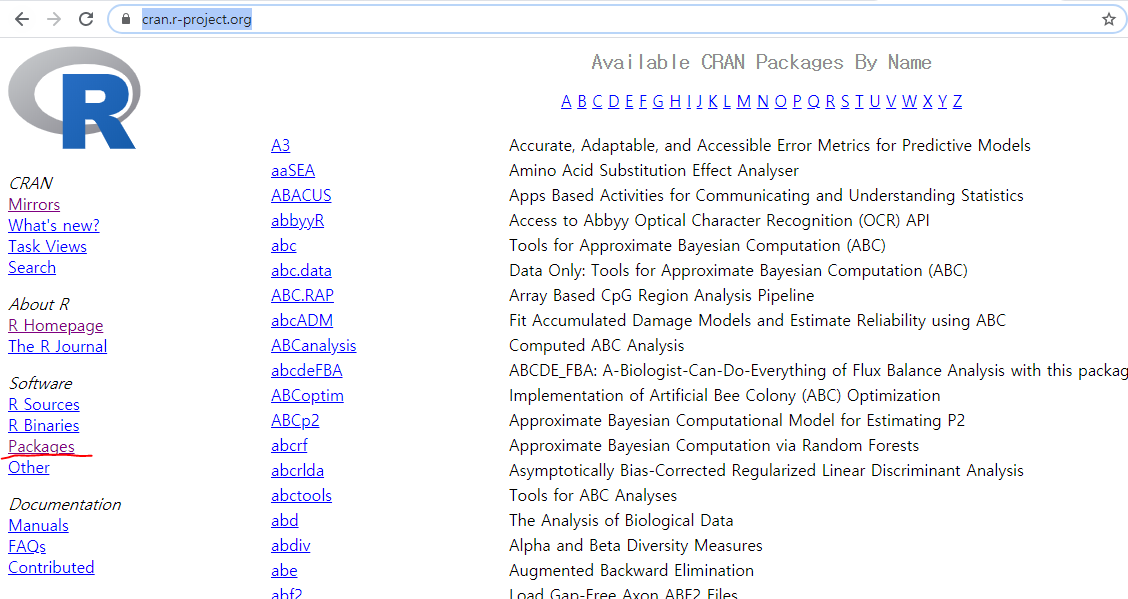 cran.r-project.org
R
CRAN
Mirrors
What's new?
Task Views
Search
About R
R Homepage
The R Journal
Software
R Sources
R Binaries
Packages
Other
Documentation
Manuals
FAQs
Contributed
Available CRAN Packages By Name
A B C D E F G H I J K L M N O P Q R S T U V W X Y Z
A3 Accurate, Adaptable, and Accessible Error Metrics for Predictive Models
aaSEA Amino Acid Substitution Effect Analyser
ABACUS Apps Based Activities for Communicating and Understanding Statistics
abbyyR Access to Abbyy Optical Character Recognition (OCR) API
abc Tools for Approximate Bayesian Computation (ABC)
abc.data Data Only: Tools for Approximate Bayesian Computation (ABC)
ABC.RAP Array Based CpG Region Analysis Pipeline
abcADM Fit Accumulated Damage Models and Estimate Reliability using ABC
ABCanalysis Computed ABC Analysis
abcdeFBA ABCDE_FBA: A-Biologist-Can-Do-Everything of Flux Balance Analysis with this packag
ABCoptim Implementation of Artificial Bee Colony (ABC) Optimization
ABCp2 Approximate Bayesian Computational Model for Estimating P2
abcrf Approximate Bayesian Computation via Random Forests
abcrlda Asymptotically Bias-Corrected Regularized Linear Discriminant Analysis
abctools Tools for ABC Analyses
abd The Analysis of Biological Data
abdiv Alpha and Beta Diversity Measures
abe Augmented Backward Elimination
abf2 Load Gap-Free Axon ABF2 Files